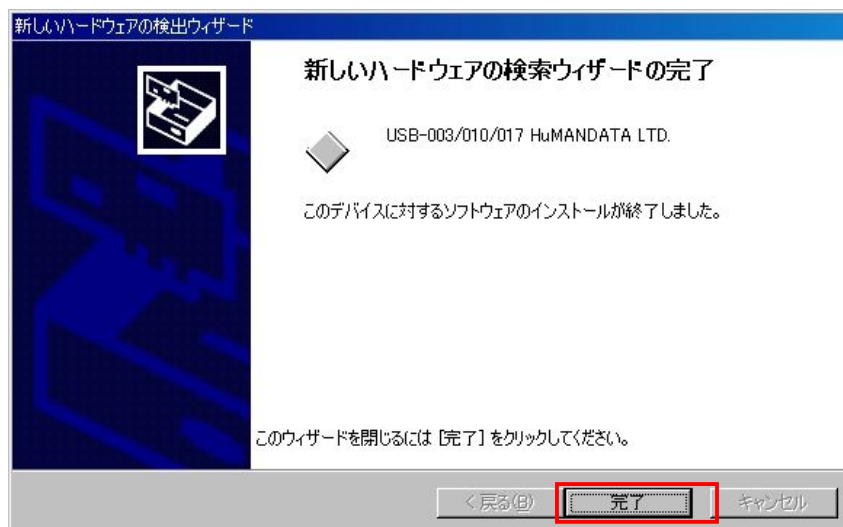 新しいハードウェアの検出ウィザード
新しいハードウェアの検索ウィザードの完了
USB-003/010/017 HuMANDATA LTD.
このデバイスに対するソフトウェアのインストールが終了しました。
このウィザードを閉じるには [完了] をクリックしてください。
< 戻る(B) 完了 キャンセル